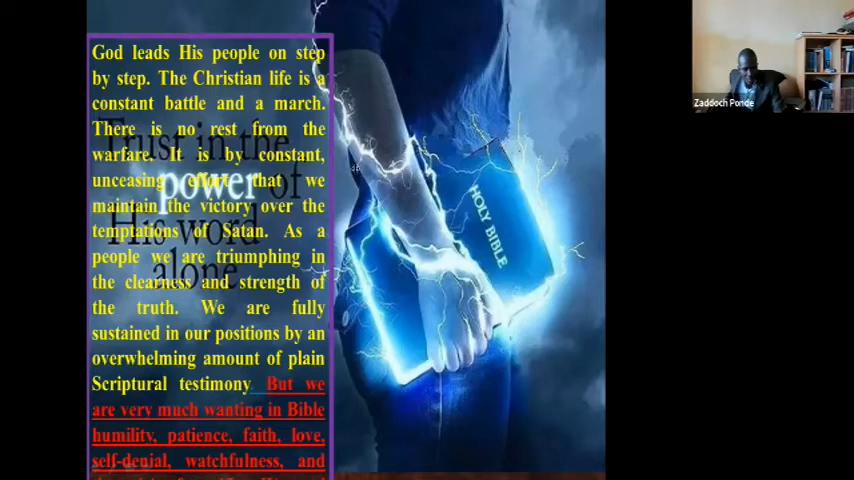 God leads His people on step
by step. The Christian life is a
constant battle and a march.
There is no rest from the
warfare. It is by constant,
unceasing effort that we
maintain the victory over the
temptations of Satan. As a
people we are triumphing in
the clearness and strength of
the truth. We are fully
sustained in our positions by an
overwhelming amount of plain
Scriptural testimony. But we
are very much wanting in Bible
humility, patience, faith, love,
self-denial, watchfulness, and
Trust in the
power of
His word
alone
HOLY BIBLE
Zaddoch Ponde